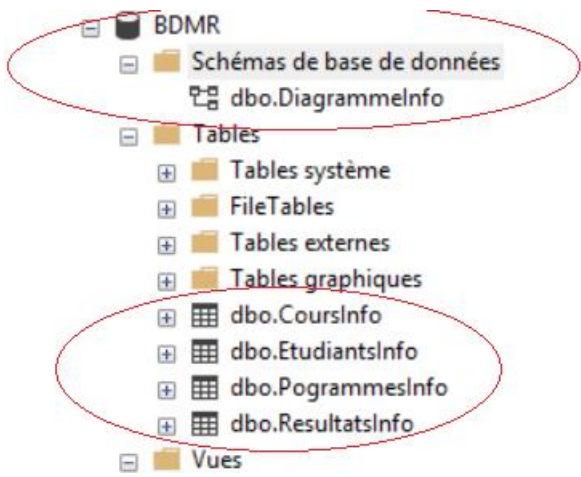 BDMR
Schémas de base de données
dbo.DiagrammeInfo
Tables
Tables système
FileTables
Tables externes
Tables graphiques
dbo.CoursInfo
dbo.EtudiantsInfo
dbo.PogrammesInfo
dbo.ResultatsInfo
Vues